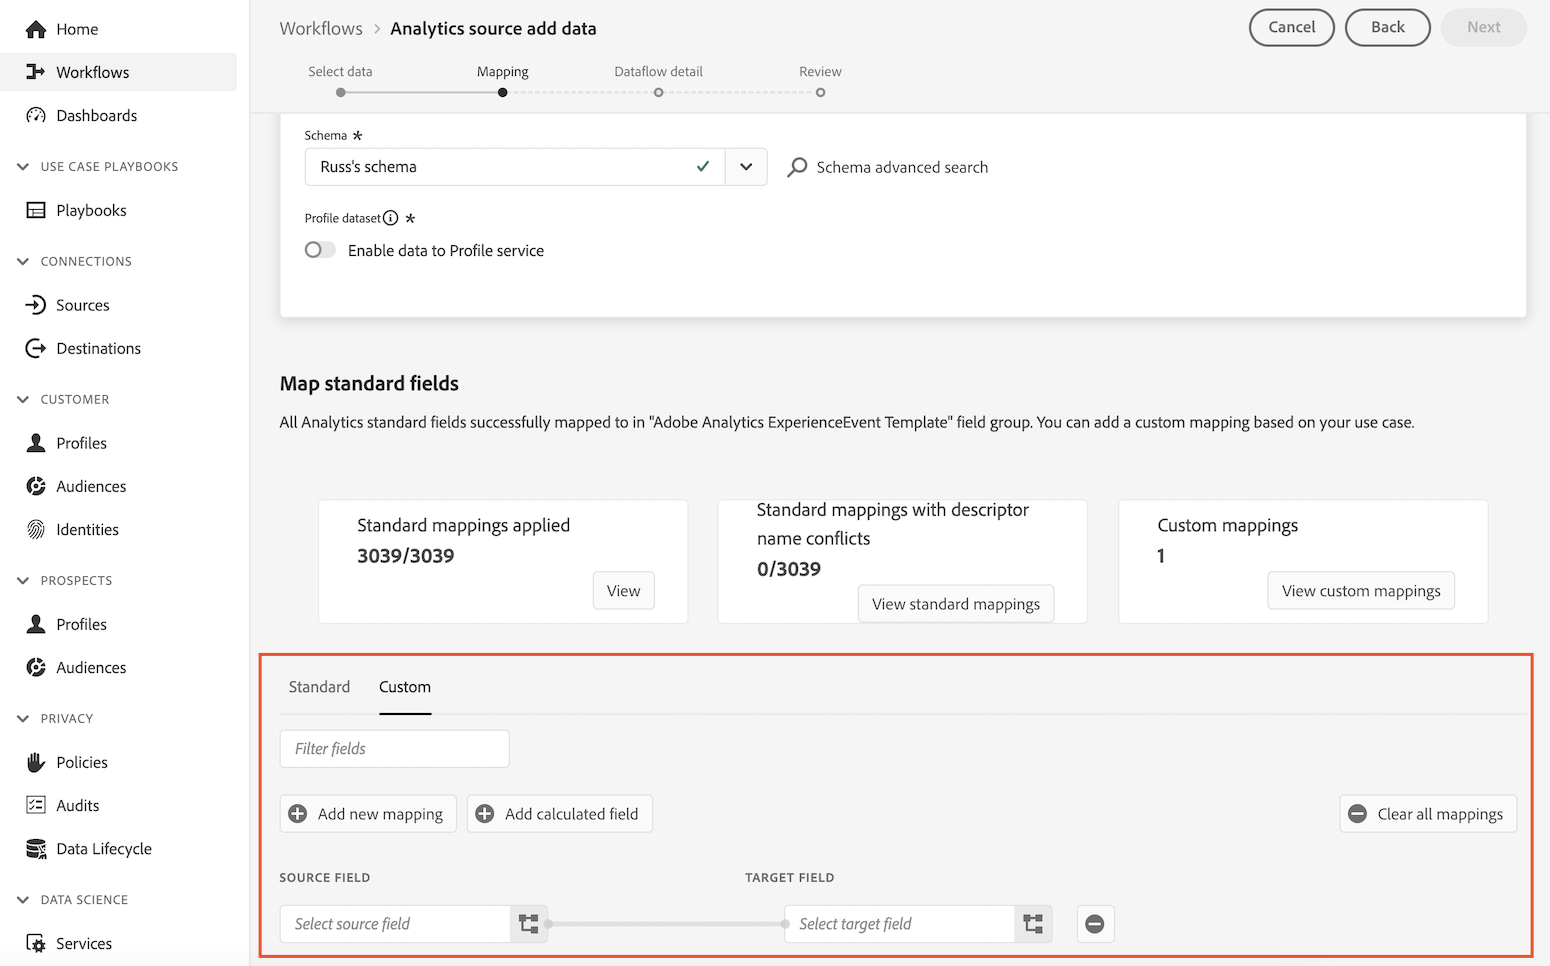 Home
Workflows
Dashboards
USE CASE PLAYBOOKS
Playbooks
CONNECTIONS
Sources
Destinations
CUSTOMER
Profiles
Audiences
Identities
PROSPECTS
Profiles
Audiences
PRIVACY
Policies
Audits
Data Lifecycle
DATA SCIENCE
Services
Workflows > Analytics source add data
Cancel Back Next
Select data Mapping Dataflow detail Review
Schema *
Russ's schema
Schema advanced search
Profile dataset *
Enable data to Profile service
Map standard fields
All Analytics standard fields successfully mapped to in "Adobe Analytics ExperienceEvent Template" field group. You can add a custom mapping based on your use case.
Standard mappings applied
3039/3039
View
Standard mappings with descriptor
name conflicts
0/3039
View standard mappings
Custom mappings
1
View custom mappings
Standard Custom
Filter fields
Add new mapping Add calculated field Clear all mappings
SOURCE FIELD TARGET FIELD
Select source field Select target field